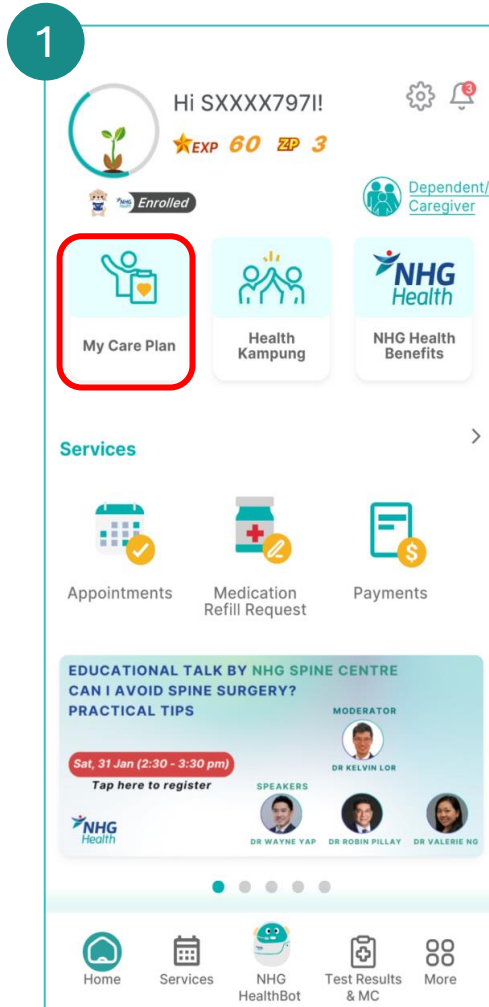 1
Hi SXXXX797I!
3
EXP 60 ZP 3
NHG Health Enrolled
Dependent/
Caregiver
My Care Plan
Health
Kampung
NHG
Health
NHG Health
Benefits
Services
Appointments
Medication
Refill Request
Payments
EDUCATIONAL TALK BY NHG SPINE CENTRE
CAN I AVOID SPINE SURGERY?
PRACTICAL TIPS
MODERATOR
DR KELVIN LOR
Sat, 31 Jan (2:30 - 3:30 pm)
Tap here to register
SPEAKERS
NHG
Health
DR WAYNE YAP
DR ROBIN PILLAY
DR VALERIE NG
Home
Services
NHG
HealthBot
Test Results
& MC
More